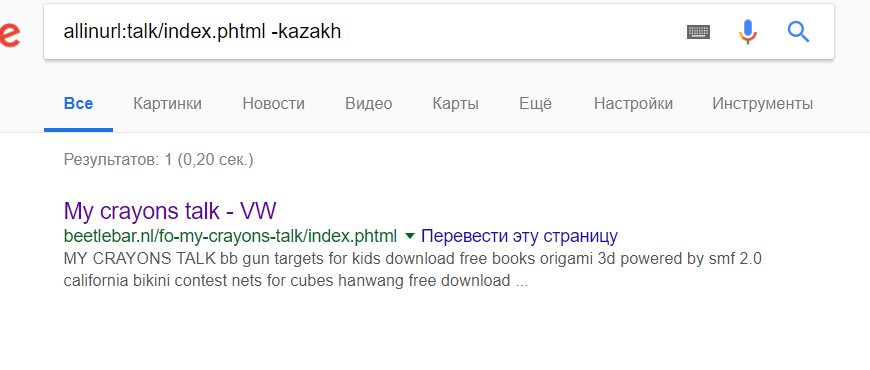 e
allinurl:talk/index.phtml -kazakh
Все Картинки Новости Видео Карты Ещё Настройки Инструменты
Результатов: 1 (0,20 сек.)
My crayons talk - VW
beetlebar.nl/fo-my-crayons-talk/index.phtml Перевести эту страницу
MY CRAYONS TALK bb gun targets for kids download free books origami 3d powered by smf 2.0
california bikini contest nets for cubes hanwang free download ...